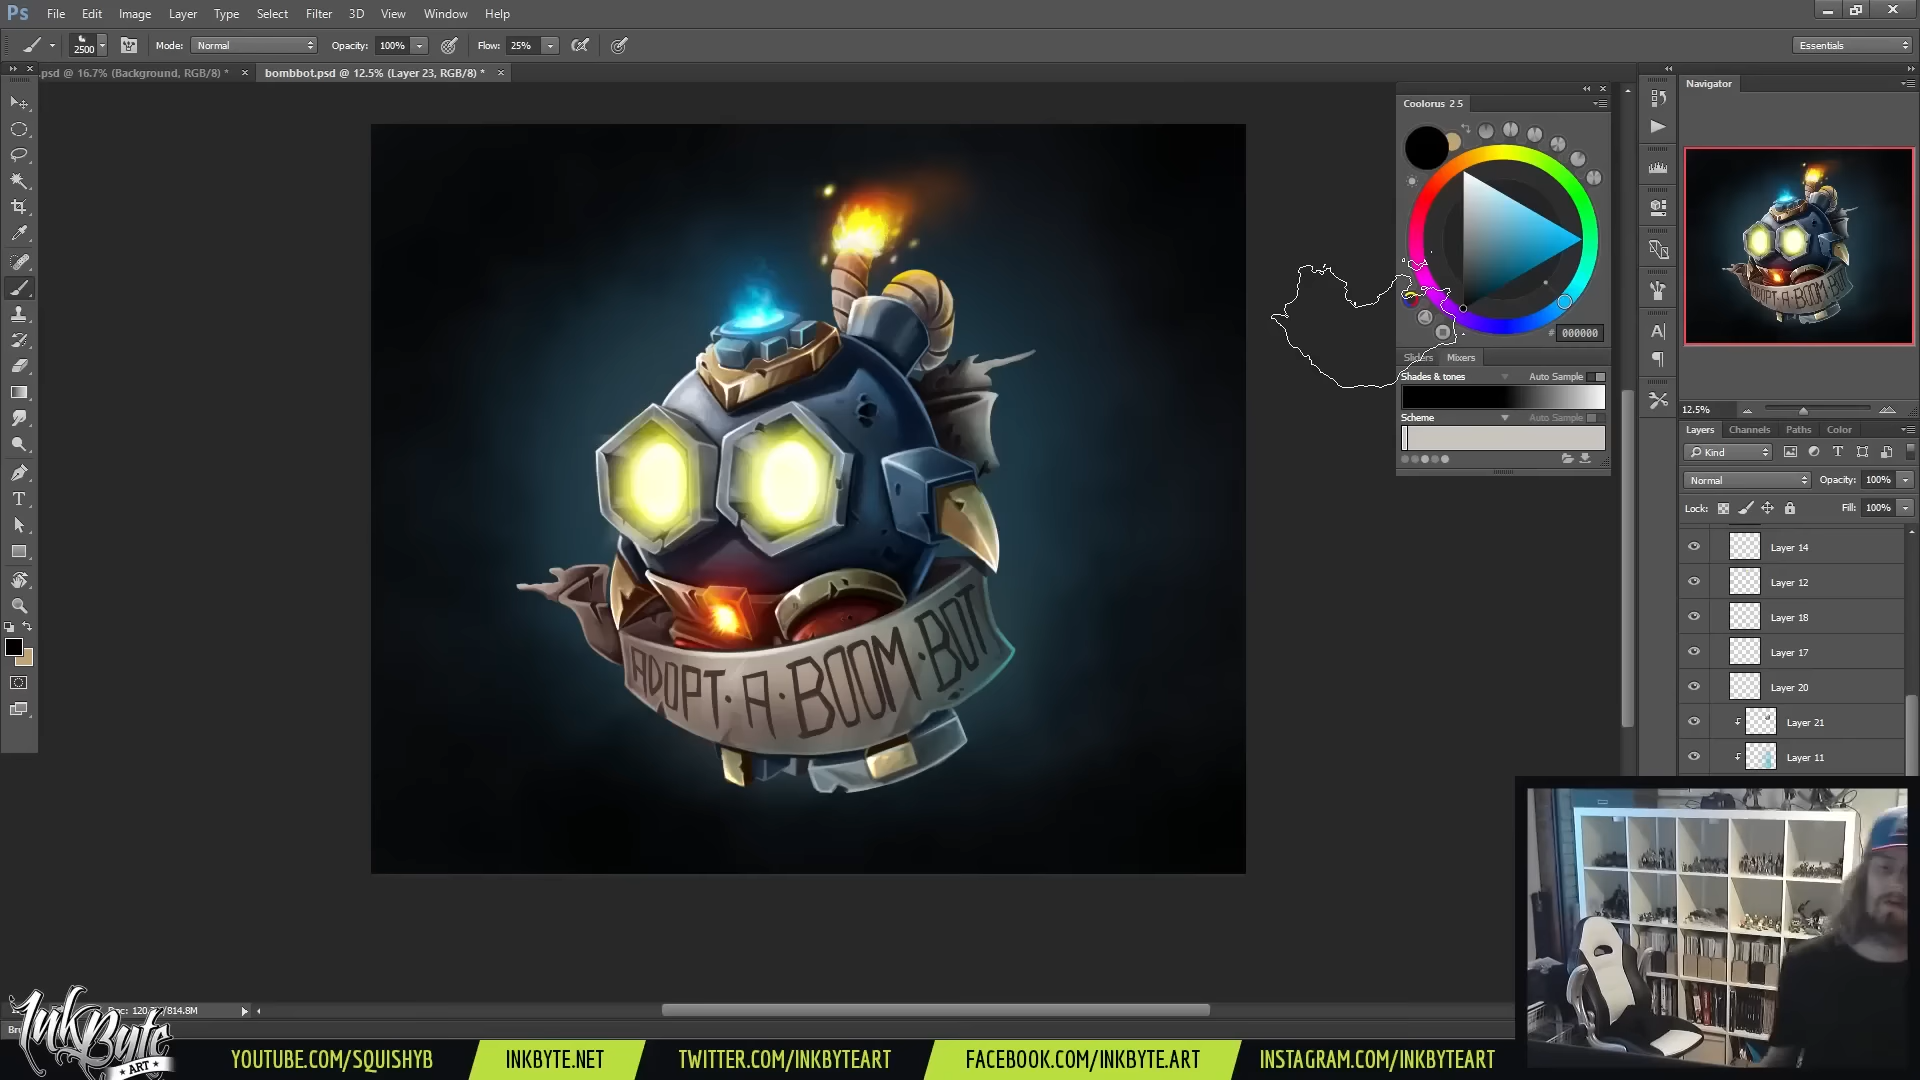 Ps File Edit Image Layer Type Select Filter 3D View Window Help
2500 Mode: Normal Opacity: 100% Flow: 25% Essentials
.psd @ 16.7% (Background, RGB/8) * bombbot.psd @ 12.5% (Layer 23, RGB/8) *
Coolorus 2.5
# 000000
Sliders Mixers
Shades & tones Auto Sample
Scheme Auto Sample
Navigator
12.5%
Layers Channels Paths Color
Kind
Normal Opacity: 100%
Lock: Fill: 100%
Layer 14
Layer 12
Layer 18
Layer 17
Layer 20
Layer 21
Layer 11
ADOPT·A·BOOM·BOT
InkByte
ART
YOUTUBE.COM/SQUISHYB INKBYTE.NET TWITTER.COM/INKBYTEART FACEBOOK.COM/INKBYTE.ART INSTAGRAM.COM/INKBYTEART